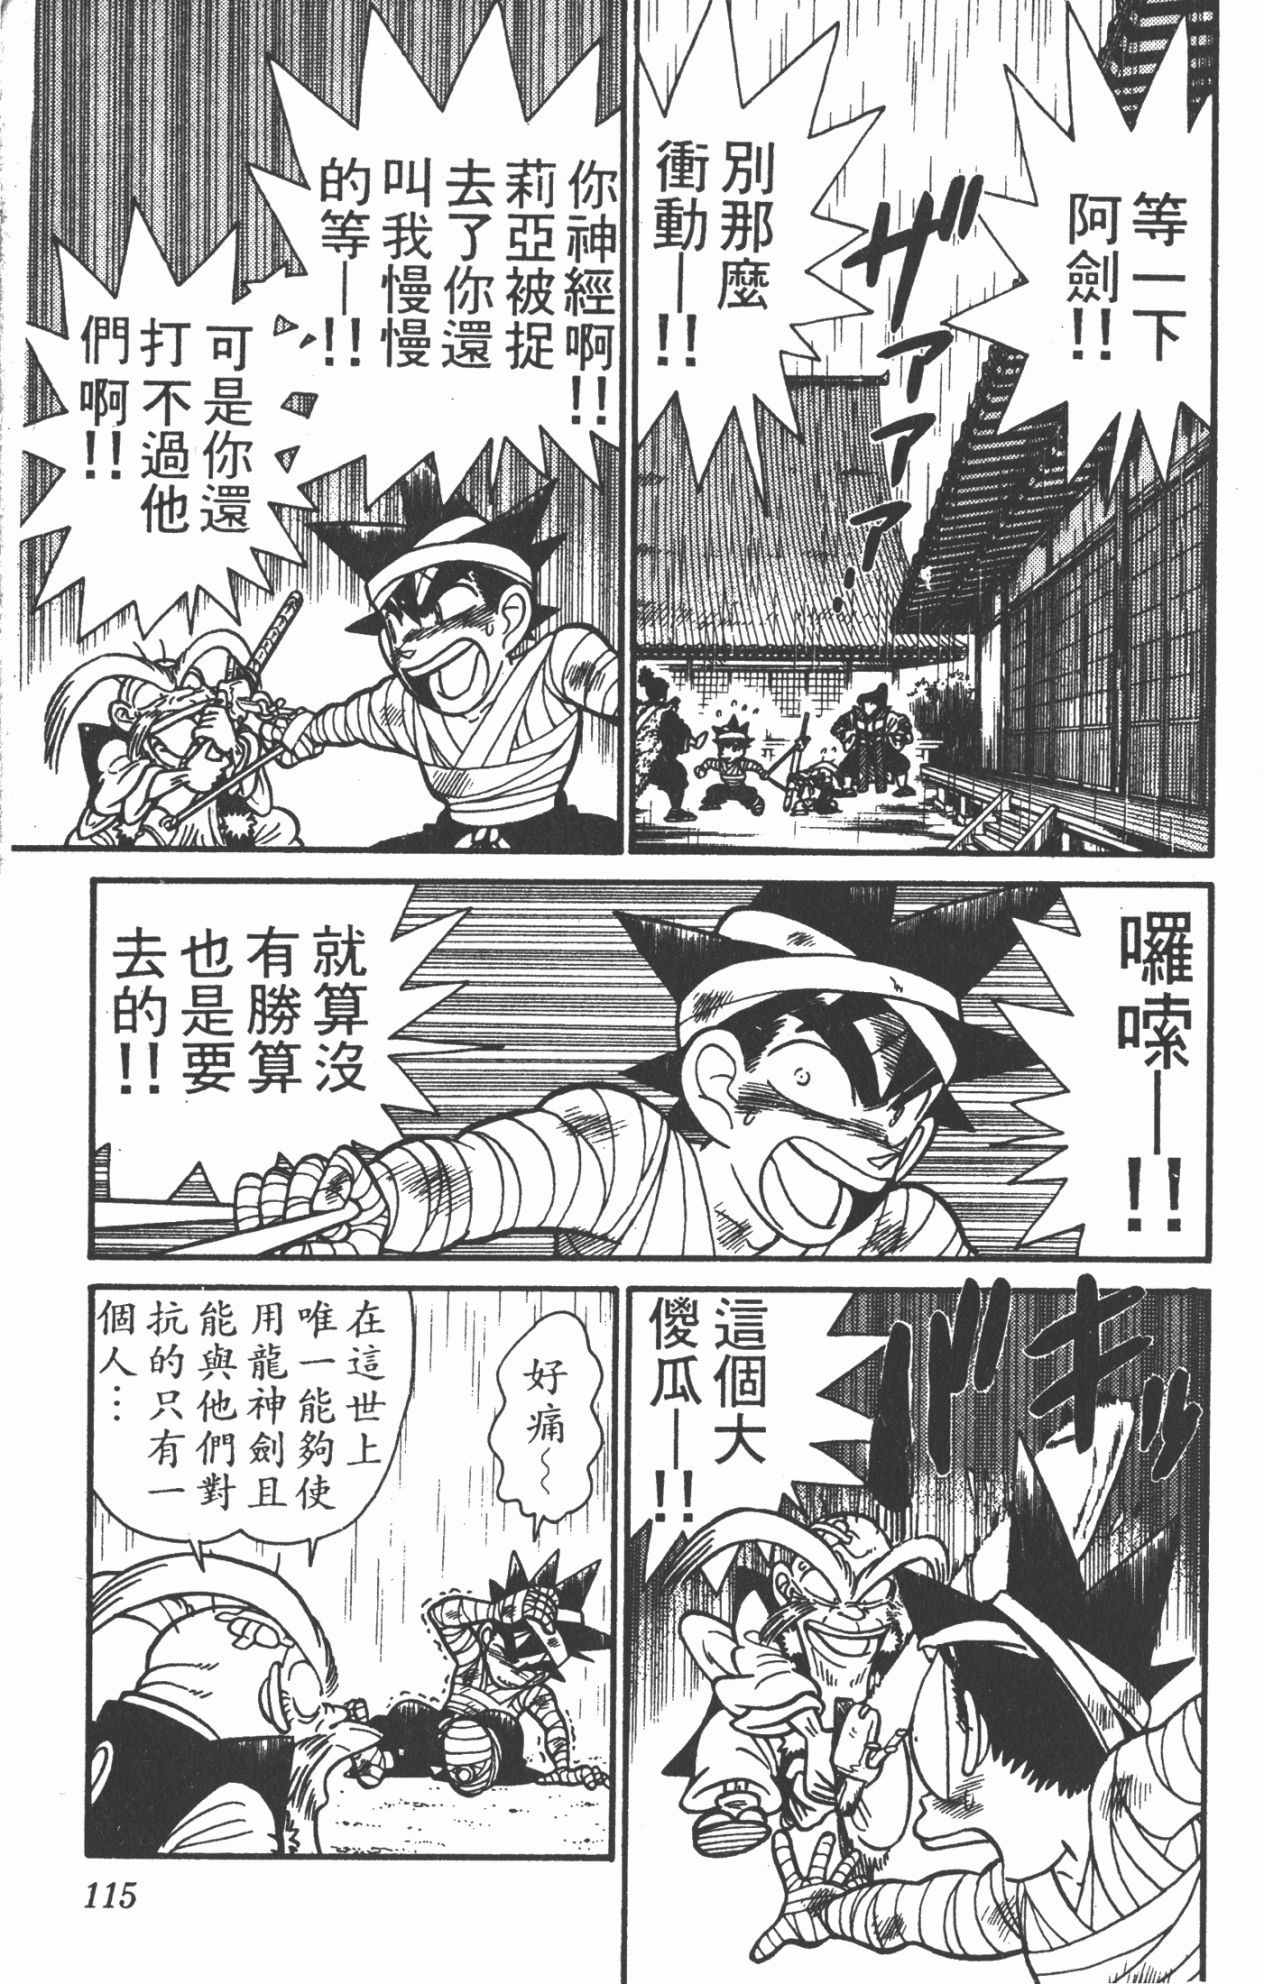 等一下
阿劍!!
ザアアア‥
別那麼
衝動—!!
你神經啊!!
莉亞被捉
去了你還
叫我慢慢
的等—!!
可是你還
打不過他
們啊!!
囉嗦—!!
就算沒
有勝算
也是要
去的!!
ドキッ
這個大
傻瓜—!!
好痛~
在這世上
唯一能夠使
用龍神劍且
能與他們對
抗的只有一
個人…
115